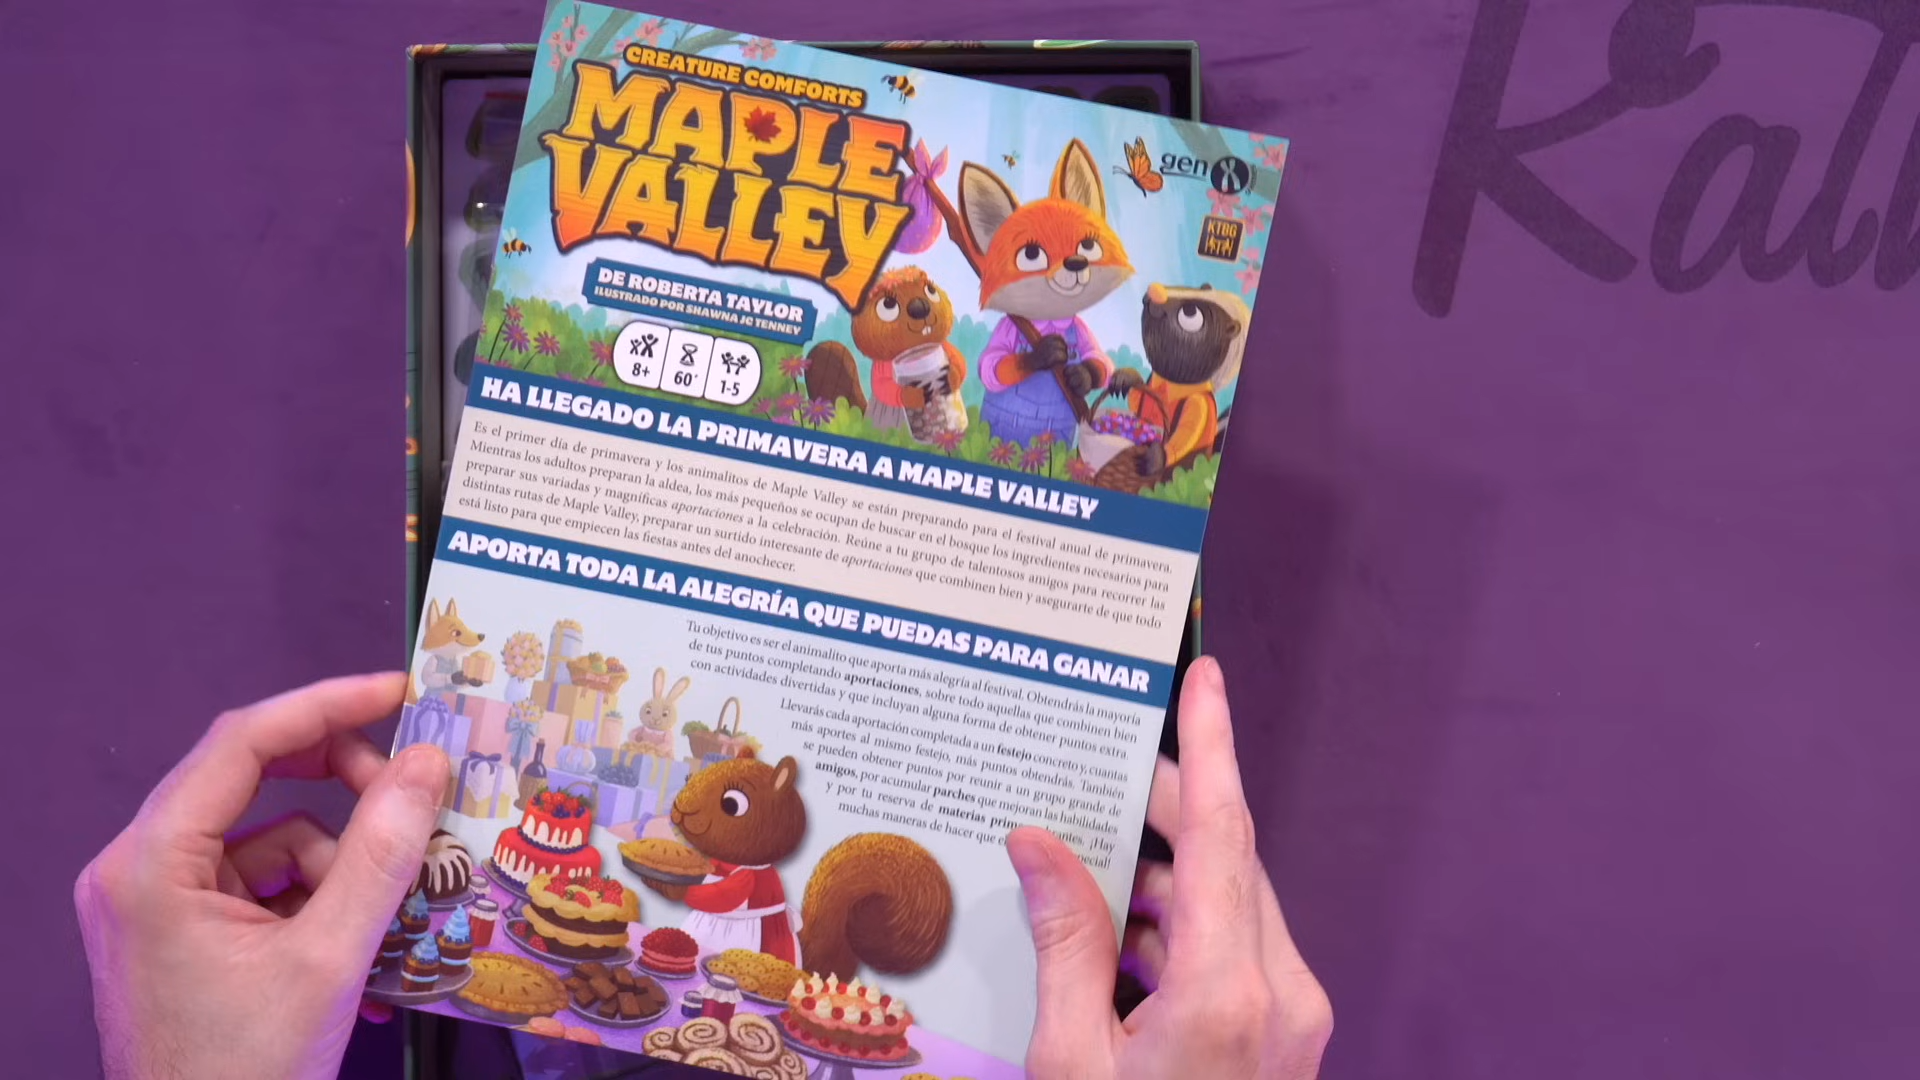 CREATURE COMFORTS
MAPLE
VALLEY
gen X
KTBG
DE ROBERTA TAYLOR
ILUSTRADO POR SHAWNA JC TENNEY
8+ 60' 1-5
HA LLEGADO LA PRIMAVERA A MAPLE VALLEY
Es el primer día de primavera y los animalitos de Maple Valley se están preparando para el festival anual de primavera.
Mientras los adultos preparan la aldea, los más pequeños se ocupan de buscar en el bosque los ingredientes necesarios para
preparar sus variadas y magníficas aportaciones a la celebración. Reúne a tu grupo de talentosos amigos para recorrer las
distintas rutas de Maple Valley, preparar un surtido interesante de aportaciones que combinen bien y asegurarte de que todo
está listo para que empiecen las fiestas antes del anochecer.
APORTA TODA LA ALEGRÍA QUE PUEDAS PARA GANAR
Tu objetivo es ser el animalito que aporta más alegría al festival. Obtendrás la mayoría
de tus puntos completando aportaciones, sobre todo aquellas que combinen bien
con actividades divertidas y que incluyan alguna forma de obtener puntos extra.
Llevarás cada aportación completada a un festejo concreto y, cuantas
más aportes al mismo festejo, más puntos obtendrás. También
se pueden obtener puntos por reunir a un grupo grande de
amigos, por acumular parches que mejoran las habilidades
y por tu reserva de materias prim antes. ¡Hay
muchas maneras de hacer que e pecial!
Kat